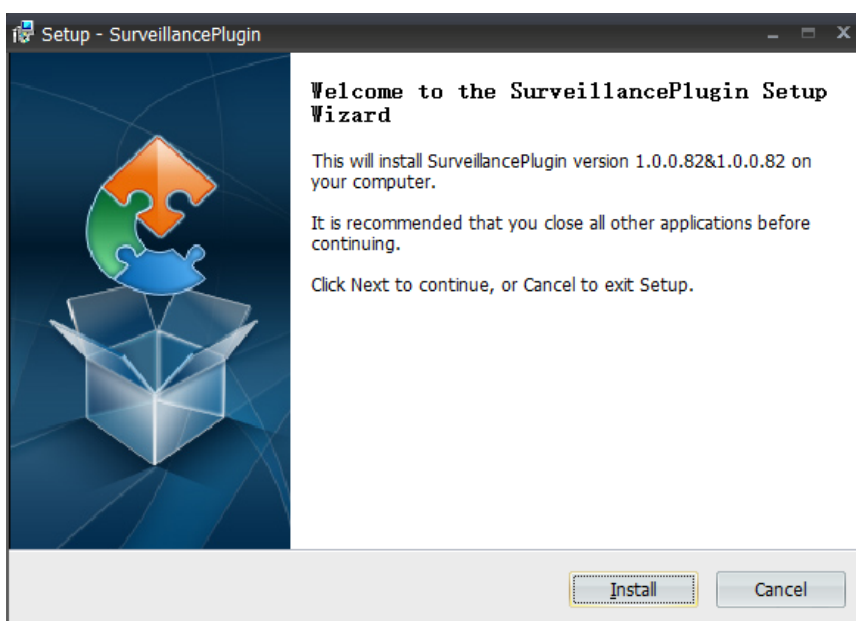 Setup - SurveillancePlugin
Welcome to the SurveillancePlugin Setup
Wizard
This will install SurveillancePlugin version 1.0.0.82&1.0.0.82 on
your computer.
It is recommended that you close all other applications before
continuing.
Click Next to continue, or Cancel to exit Setup.
Install
Cancel